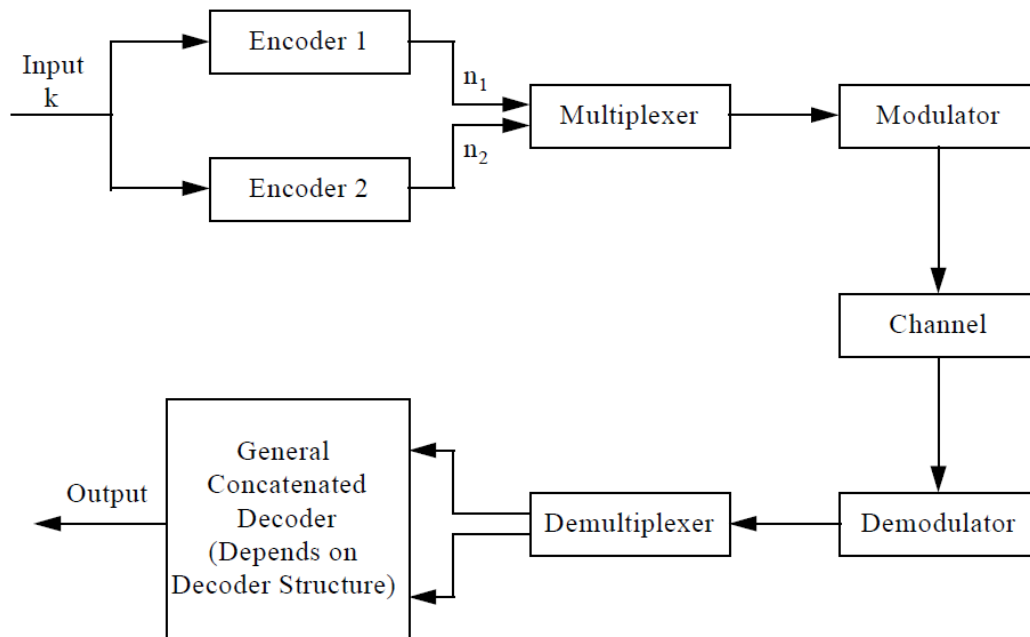 Input
k
Encoder 1
n1
Encoder 2
n2
Multiplexer
Modulator
Channel
Demodulator
Demultiplexer
General
Concatenated
Decoder
(Depends on
Decoder Structure)
Output